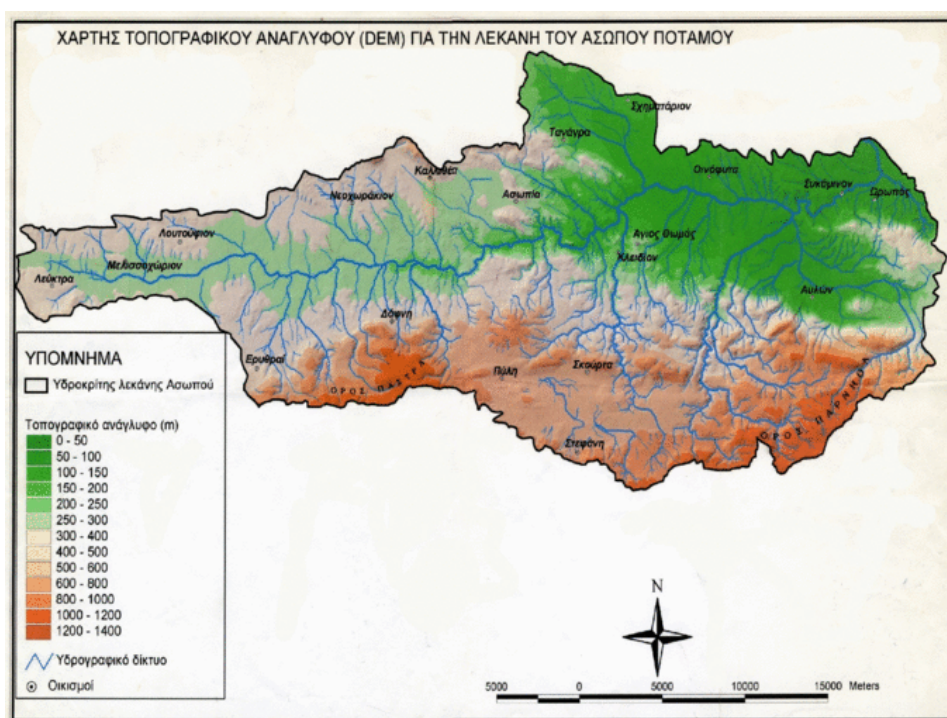 ΧΑΡΤΗΣ ΤΟΠΟΓΡΑΦΙΚΟΥ ΑΝΑΓΛΥΦΟΥ (DEM) ΓΙΑ ΤΗΝ ΛΕΚΑΝΗ ΤΟΥ ΑΣΩΠΟΥ ΠΟΤΑΜΟΥ
Σχηματάριον
Τανάγρα
Καλλιθέα
Οινόφυτα
Νεοχωράκιον
Ασωπία
Συκάμινον
Ωρωπός
Λουτούφιον
Άγιος Θωμάς
Κλειδίον
Μελισσοχώριον
Λεύκτρα
Αυλών
Δάφνη
Ερυθραί
ΟΡΟΣ ΠΑΣΤΡΑ
Πύλη
Σκούρτα
ΟΡΟΣ ΠΑΡΝΗΘΑ
Στεφάνη
ΥΠΟΜΝΗΜΑ
Υδροκρίτης λεκάνης Ασωπού
Τοπογραφικό ανάγλυφο (m)
0 - 50
50 - 100
100 - 150
150 - 200
200 - 250
250 - 300
300 - 400
400 - 500
500 - 600
600 - 800
800 - 1000
1000 - 1200
1200 - 1400
Υδρογραφικό δίκτυο
Οικισμοί
N
5000 0 5000 10000 15000 Meters